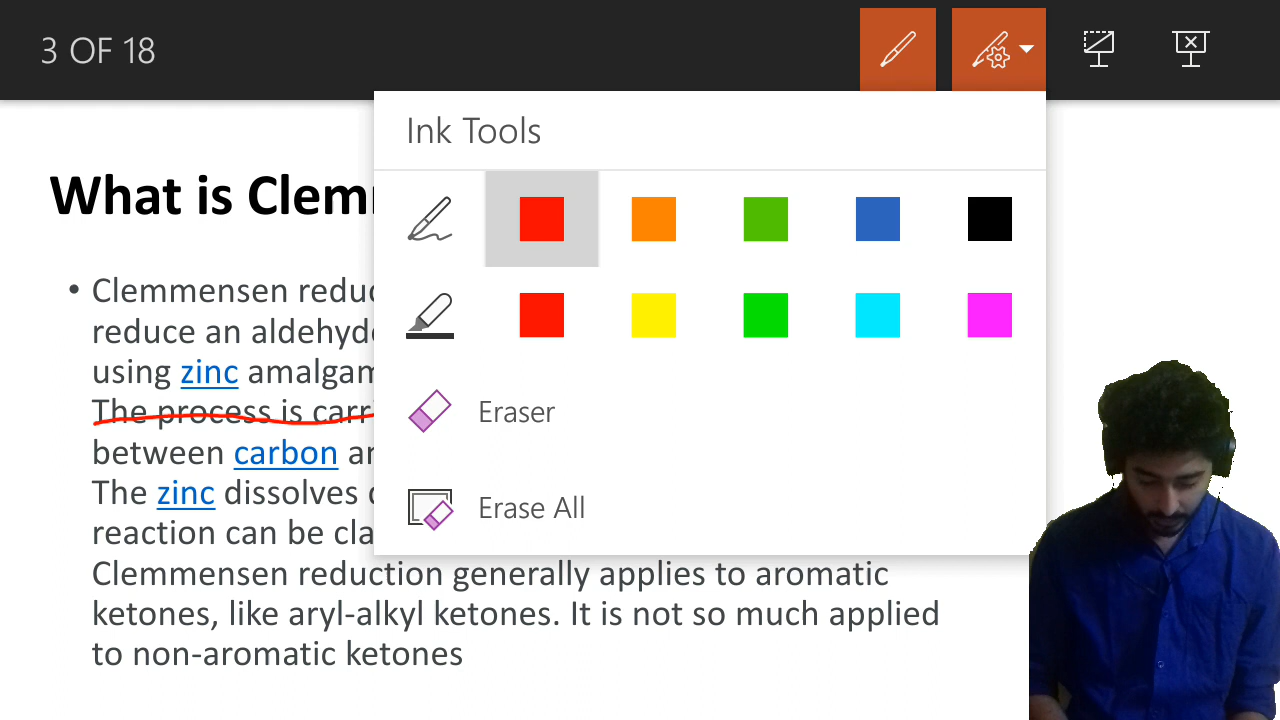 3 OF 18
Ink Tools
Eraser
Erase All
What is Clem
Clemmensen reduc
reduce an aldehyd
using zinc amalgam
The process is carr
between carbon an
The zinc dissolves
reaction can be cla
Clemmensen reduction generally applies to aromatic
ketones, like aryl-alkyl ketones. It is not so much applied
to non-aromatic ketones